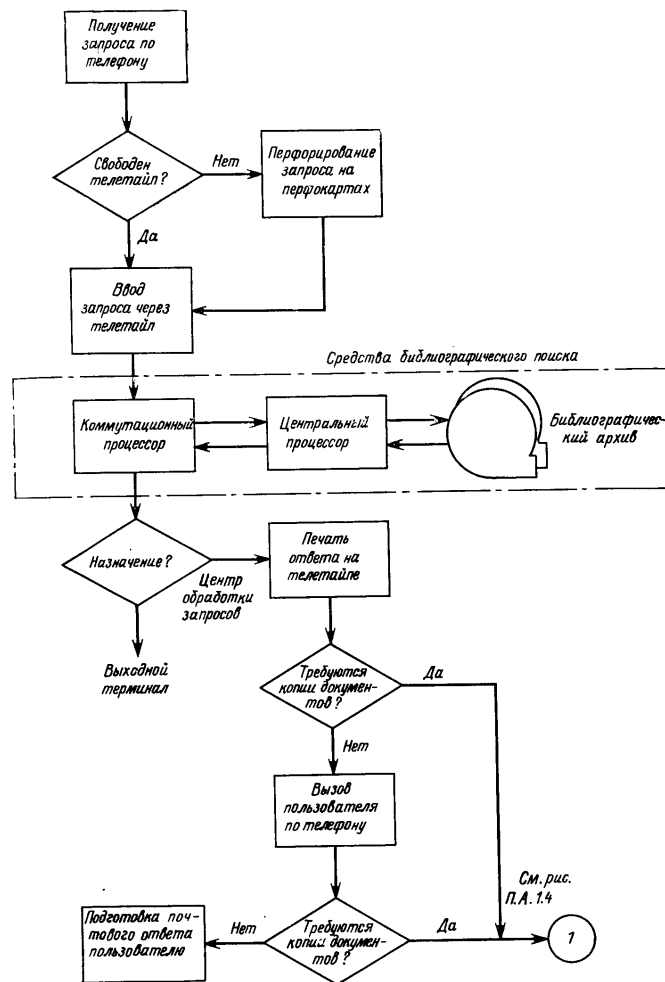 Получение
запроса по
телефону
Свободен
телетайп?
Нет
Перфорирование
запроса на
перфокартах
Да
Ввод
запроса через
телетайп
Средства библиографического поиска
Коммутационный
процессор
Центральный
процессор
Библиографичес-
кий архив
Назначение?
Центр
обработки
запросов
Печать
ответа на
телетайпе
Выходной
терминал
Требуются
копии докумен-
тов?
Да
Нет
Вызов
пользователя
по телефону
См. рис.
П.А.1.4
Подготовка поч-
тового ответа
пользователю
Нет
Требуются
копии докумен-
тов?
Да
1